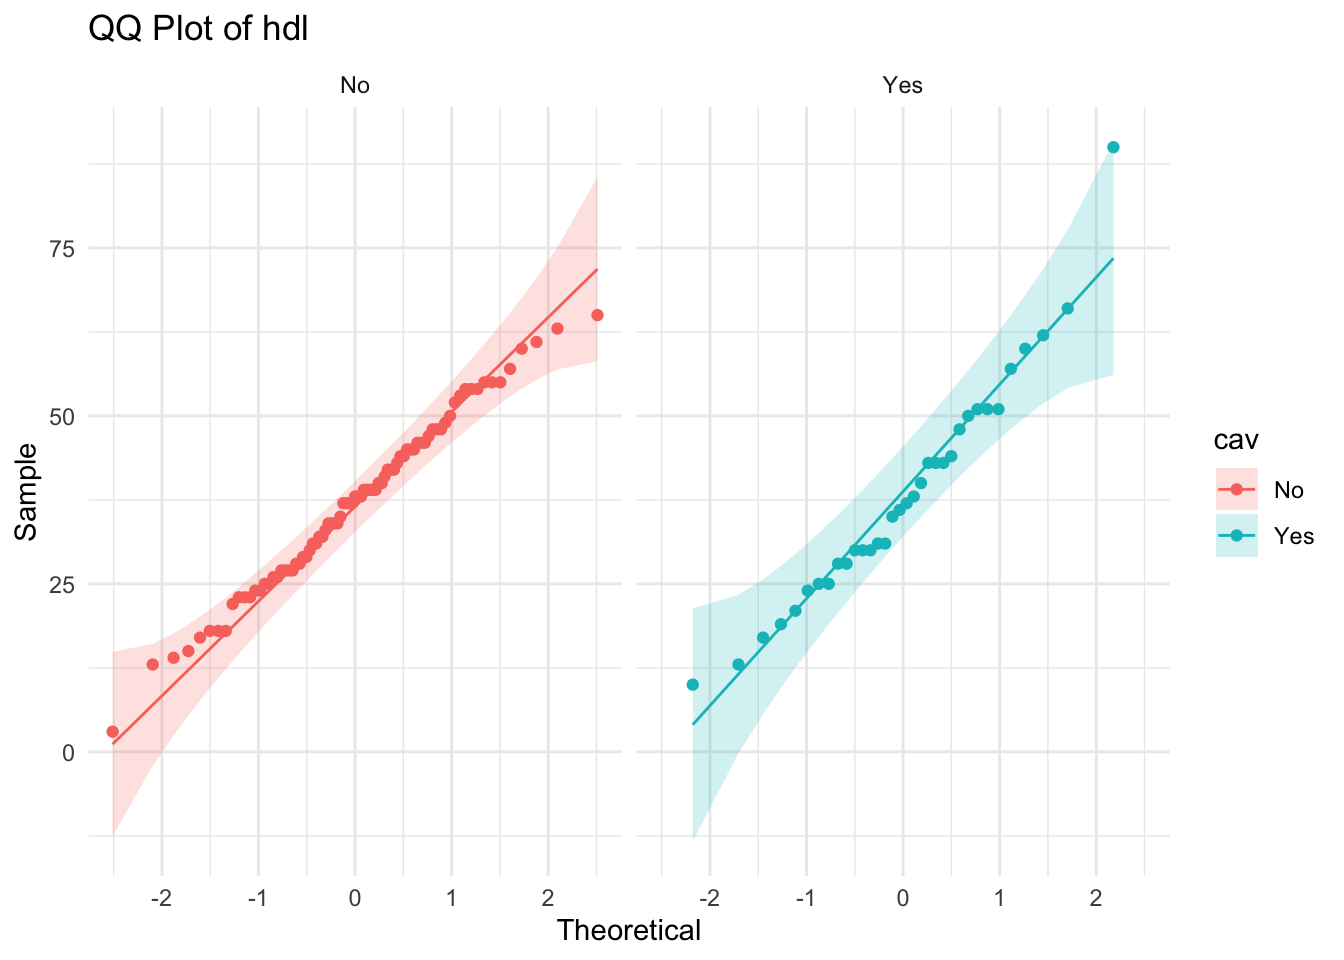 QQ Plot of hdl
No Yes
75
50
25
0
Sample
-2 -1 0 1 2 -2 -1 0 1 2
Theoretical
cav
No
Yes